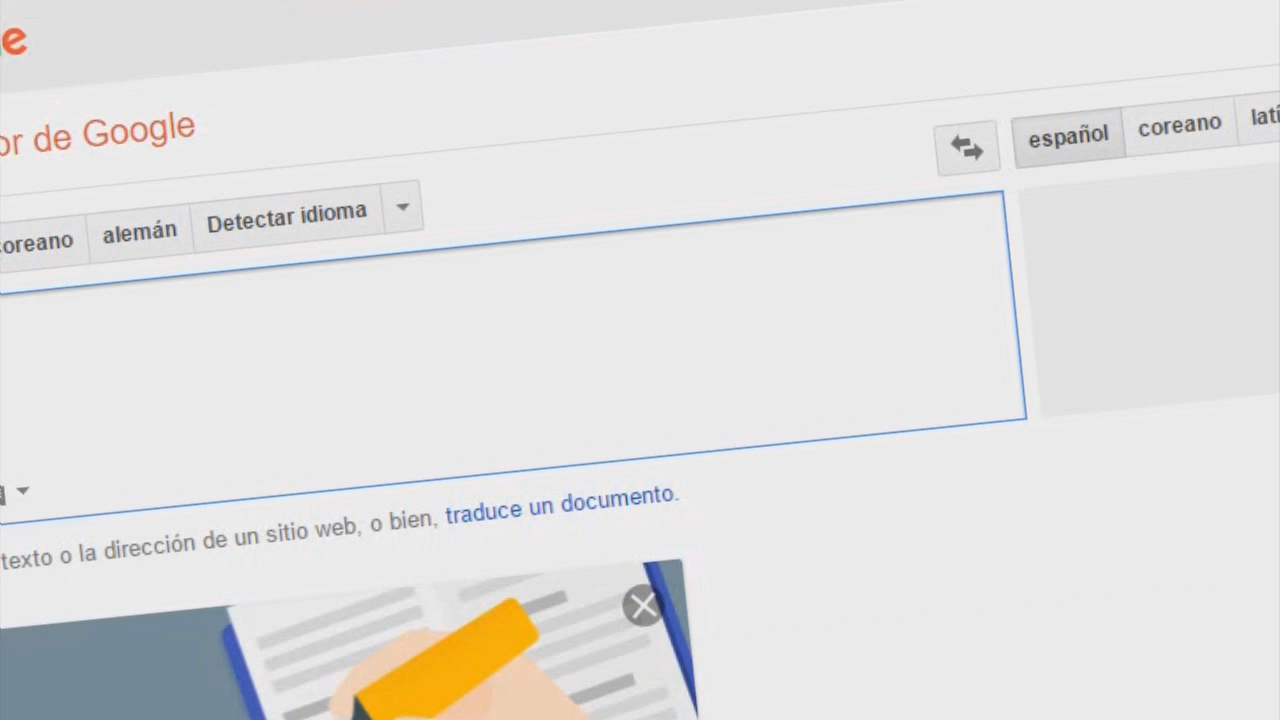 e
or de Google
coreano alemán Detectar idioma
español coreano latí
texto o la dirección de un sitio web, o bien, traduce un documento.